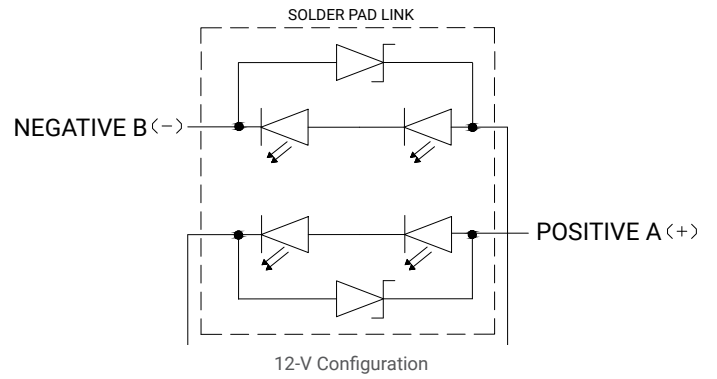 SOLDER PAD LINK
NEGATIVE B(-)
POSITIVE A(+)
12-V Configuration